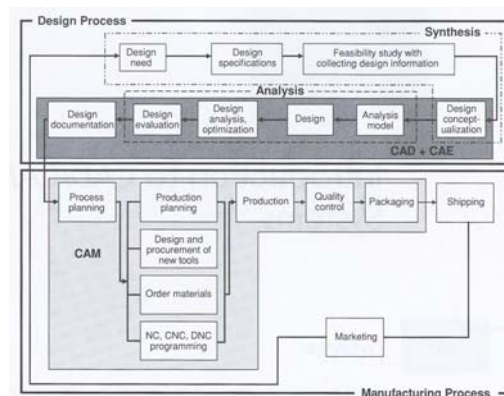 Design Process
Synthesis
Design
need
Design
specifications
Feasibility study with
collecting design information
Analysis
Design
documentation
Design
evaluation
Design
analysis,
optimization
Design
Analysis
model
Design
concept-
ualization
CAD + CAE
Process
planning
Production
planning
Production
Quality
control
Packaging
Shipping
CAM
Design and
procurement of
new tools
Order materials
NC, CNC, DNC
programming
Marketing
Manufacturing Process